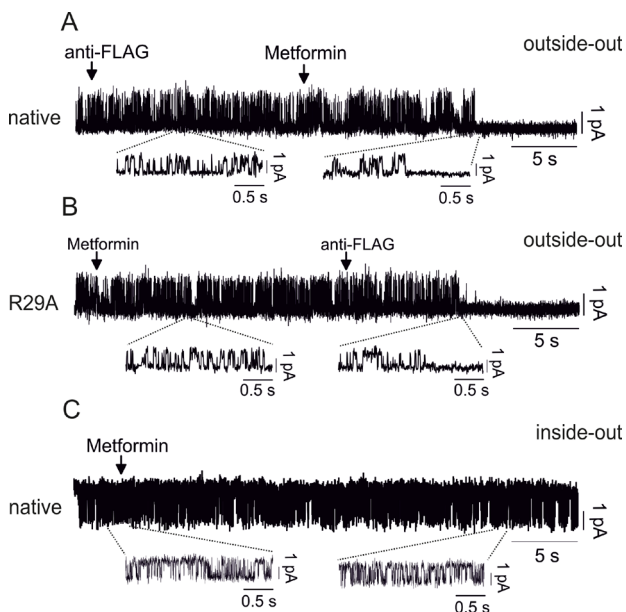 A
anti-FLAG
Metformin
outside-out
native
1 pA
5 s
1 pA
0.5 s
1 pA
0.5 s
B
Metformin
anti-FLAG
outside-out
R29A
1 pA
5 s
1 pA
0.5 s
1 pA
0.5 s
C
Metformin
inside-out
native
1 pA
5 s
1 pA
0.5 s
1 pA
0.5 s